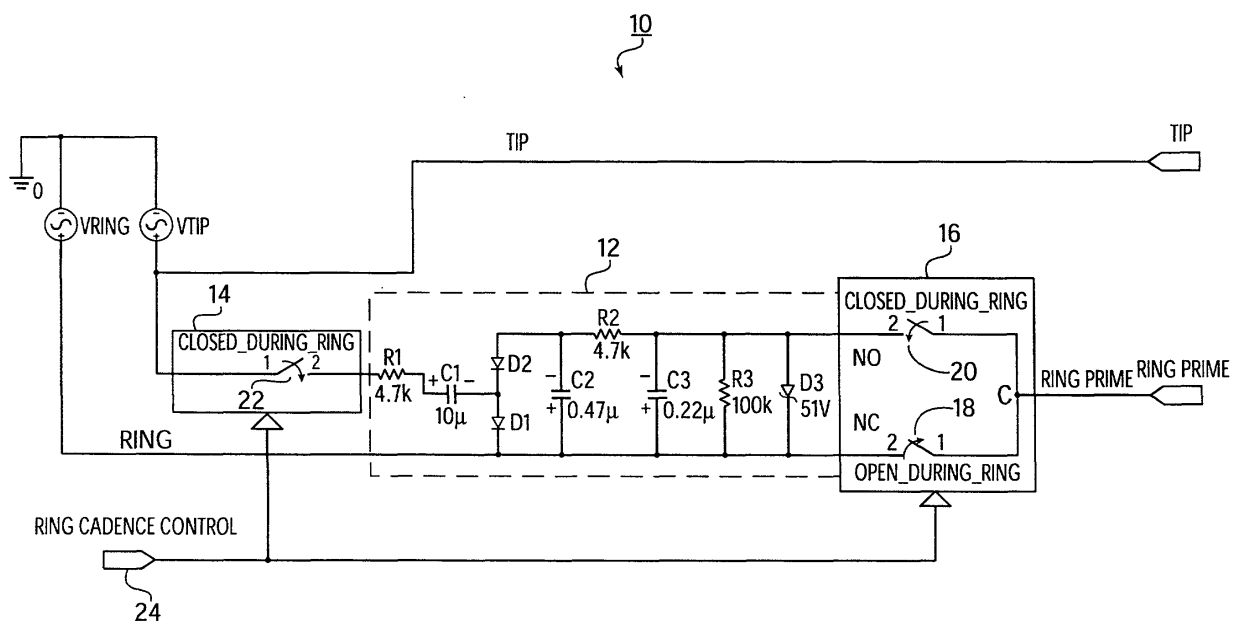 10
TIP
TIP
0
VRING
VTIP
12
16
14
CLOSED_DURING_RING
1
2
22
R1
4.7k
+ C1 -
10μ
D2
D1
-
C2
+ 0.47μ
R2
4.7k
-
C3
+ 0.22μ
R3
100k
D3
51V
CLOSED_DURING_RING
2
1
NO
20
RING PRIME
RING PRIME
C
NC
18
2
1
OPEN_DURING_RING
RING
RING CADENCE CONTROL
24